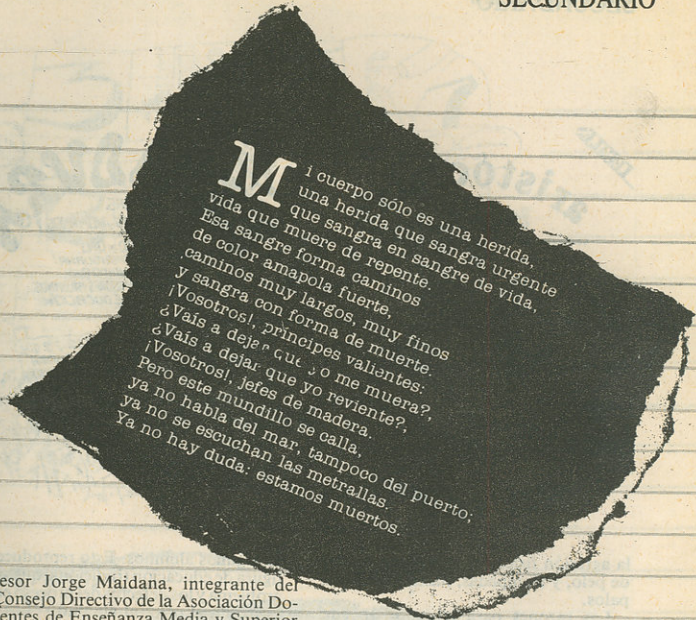 SECUNDARIO
Mi cuerpo sólo es una herida,
una herida que sangra urgente
que sangra en sangre de vida,
vida que muere de repente.
Esa sangre forma caminos
de color amapola fuerte,
caminos muy largos, muy finos
y sangra con forma de muerte.
¡Vosotros!, príncipes valientes:
¿Vaís a dejar que yo me muera?,
¿Vaís a dejar que yo reviente?,
¡Vosotros!, jefes de madera.
Pero este mundillo se calla,
ya no habla del mar, tampoco del puerto;
ya no se escuchan las metrallas.
Ya no hay duda: estamos muertos.
esor Jorge Maidana, integrante del
Consejo Directivo de la Asociación Do-
entes de Enseñanza Media y Superior